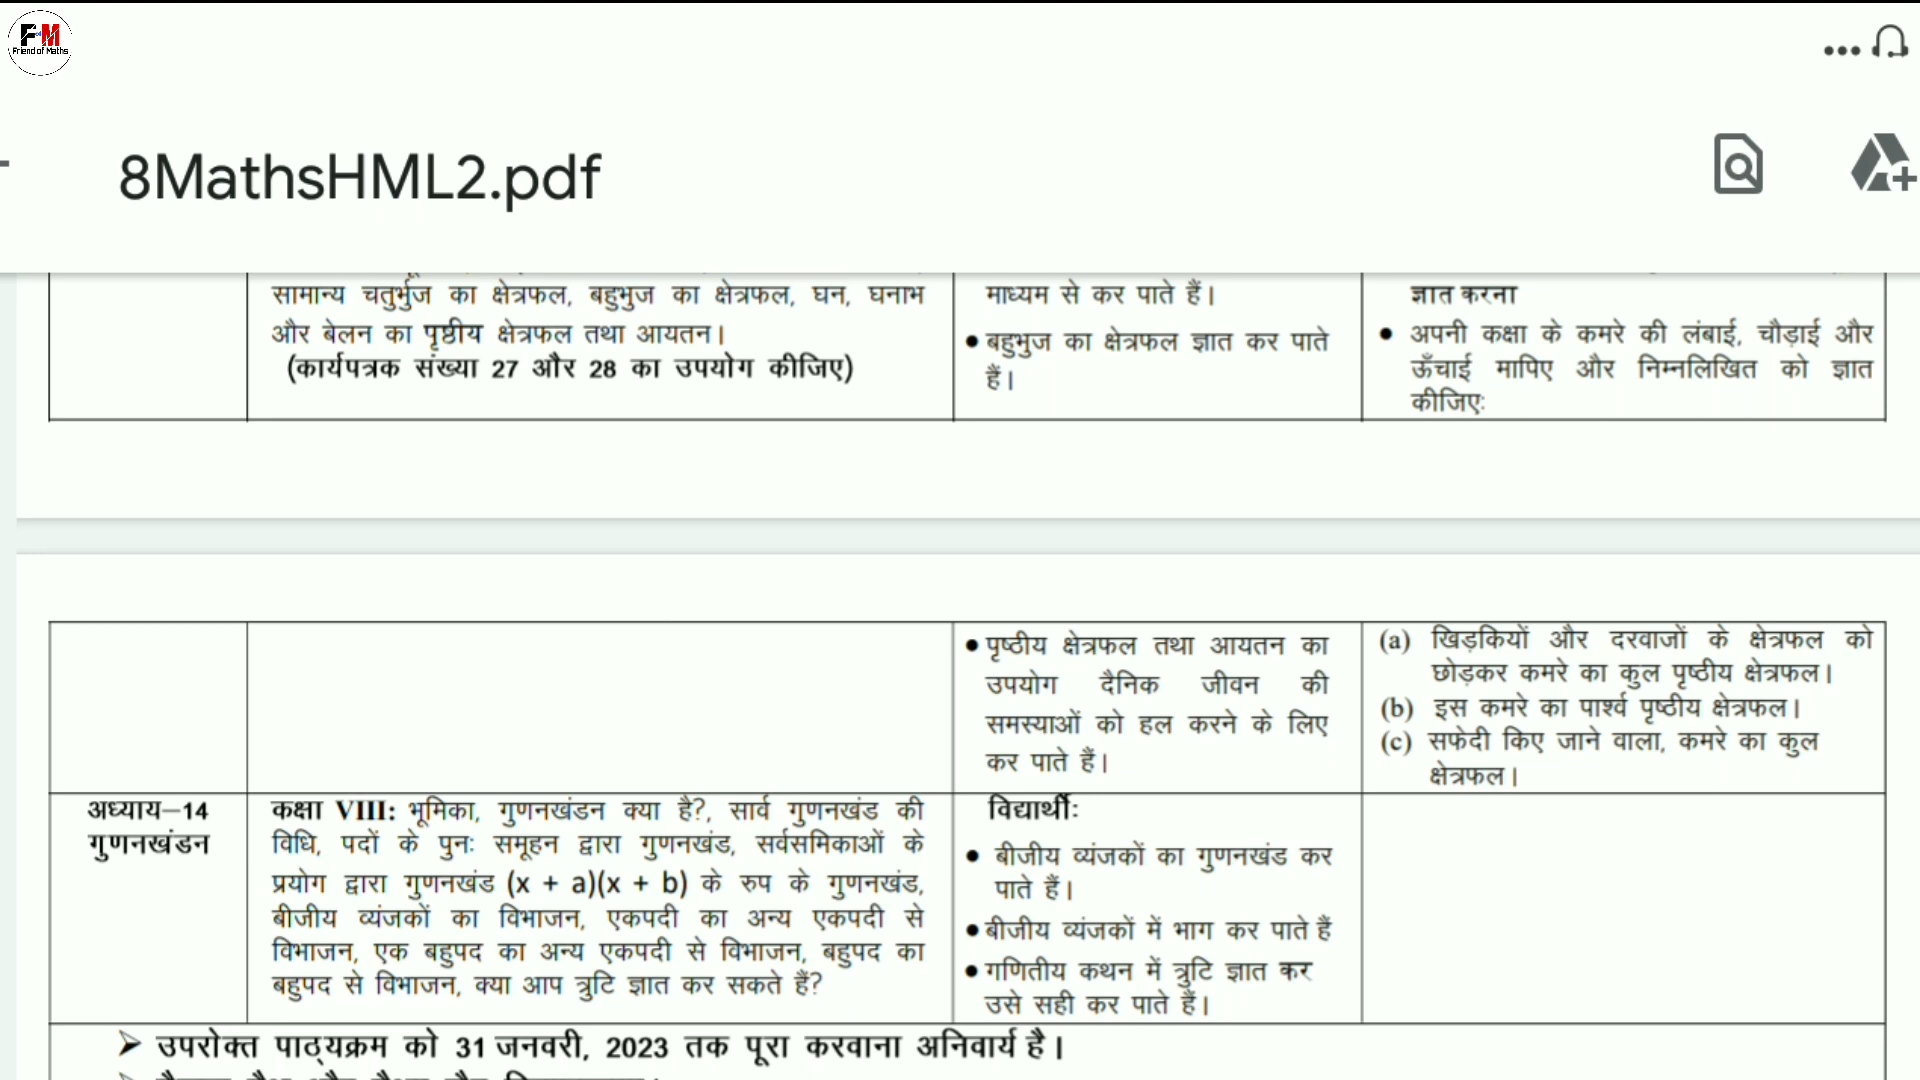 FM
Friend of Maths
8MathsHML2.pdf
सामान्य चतुर्भुज का क्षेत्रफल, बहुभुज का क्षेत्रफल, घन, घनाभ
और बेलन का पृष्ठीय क्षेत्रफल तथा आयतन।
(कार्यपत्रक संख्या 27 और 28 का उपयोग कीजिए)
माध्यम से कर पाते हैं।
● बहुभुज का क्षेत्रफल ज्ञात कर पाते
हैं।
ज्ञात करना
● अपनी कक्षा के कमरे की लंबाई, चौड़ाई और
ऊँचाई मापिए और निम्नलिखित को ज्ञात
कीजिए:
● पृष्ठीय क्षेत्रफल तथा आयतन का
उपयोग दैनिक जीवन की
समस्याओं को हल करने के लिए
कर पाते हैं।
(a) खिड़कियों और दरवाजों के क्षेत्रफल को
छोड़कर कमरे का कुल पृष्ठीय क्षेत्रफल।
(b) इस कमरे का पार्श्व पृष्ठीय क्षेत्रफल।
(c) सफेदी किए जाने वाला, कमरे का कुल
क्षेत्रफल।
अध्याय–14
गुणनखंडन
कक्षा VIII: भूमिका, गुणनखंडन क्या है?, सार्व गुणनखंड की
विधि, पदों के पुनः समूहन द्वारा गुणनखंड, सर्वसमिकाओं के
प्रयोग द्वारा गुणनखंड (x + a)(x + b) के रुप के गुणनखंड,
बीजीय व्यंजकों का विभाजन, एकपदी का अन्य एकपदी से
विभाजन, एक बहुपद का अन्य एकपदी से विभाजन, बहुपद का
बहुपद से विभाजन, क्या आप त्रुटि ज्ञात कर सकते हैं?
विद्यार्थी:
● बीजीय व्यंजकों का गुणनखंड कर
पाते हैं।
● बीजीय व्यंजकों में भाग कर पाते हैं
● गणितीय कथन में त्रुटि ज्ञात कर
उसे सही कर पाते हैं।
➢ उपरोक्त पाठ्यक्रम को 31 जनवरी, 2023 तक पूरा करवाना अनिवार्य है।